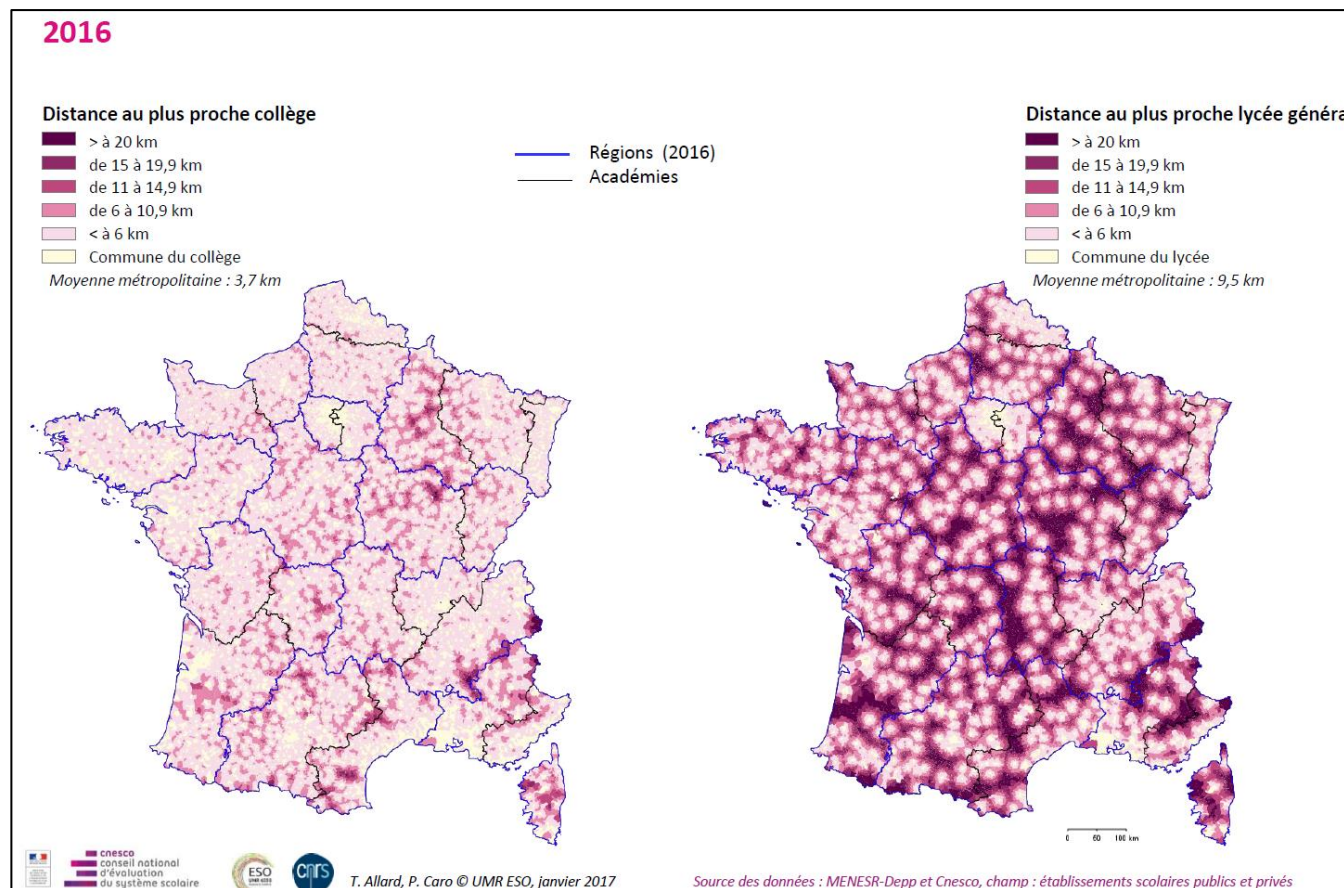 2016
Distance au plus proche collège
> à 20 km
de 15 à 19,9 km
de 11 à 14,9 km
de 6 à 10,9 km
< à 6 km
Commune du collège
Moyenne métropolitaine : 3,7 km
Régions (2016)
Académies
Distance au plus proche lycée généra
> à 20 km
de 15 à 19,9 km
de 11 à 14,9 km
de 6 à 10,9 km
< à 6 km
Commune du lycée
Moyenne métropolitaine : 9,5 km
0 50 100 km
cnesco
conseil national
d'évaluation
du système scolaire
ESO
cnrs
T. Allard, P. Caro © UMR ESO, janvier 2017
Source des données : MENESR-Depp et Cnesco, champ : établissements scolaires publics et privés